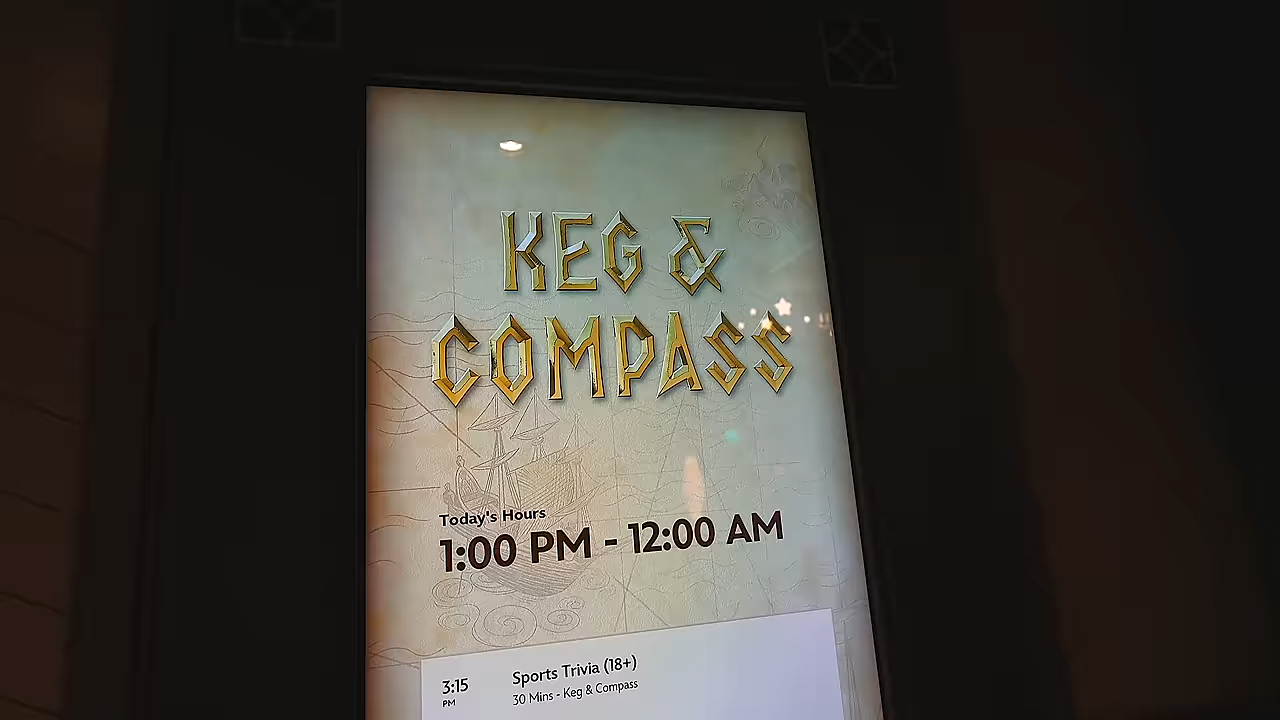 KEG &
COMPASS
Today's Hours
1:00 PM - 12:00 AM
3:15 PM
Sports Trivia (18+)
30 Mins - Keg & Compass